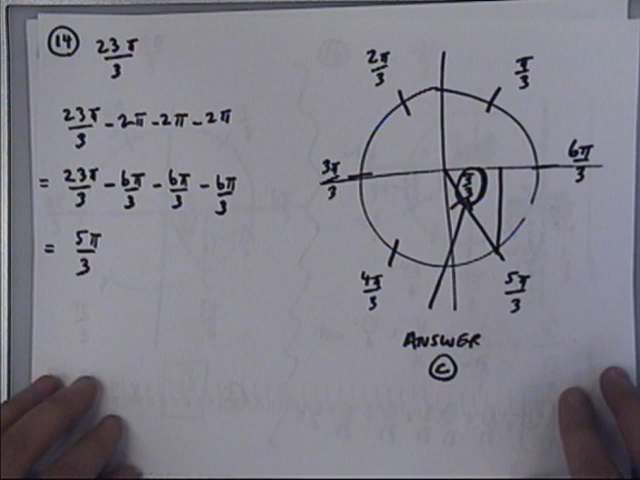 14 23π/3
23π/3 - 2π - 2π - 2π
= 23π/3 - 6π/3 - 6π/3 - 6π/3
= 5π/3
2π/3
π/3
3π/3
6π/3
π/3
4π/3
5π/3
ANSWER
C